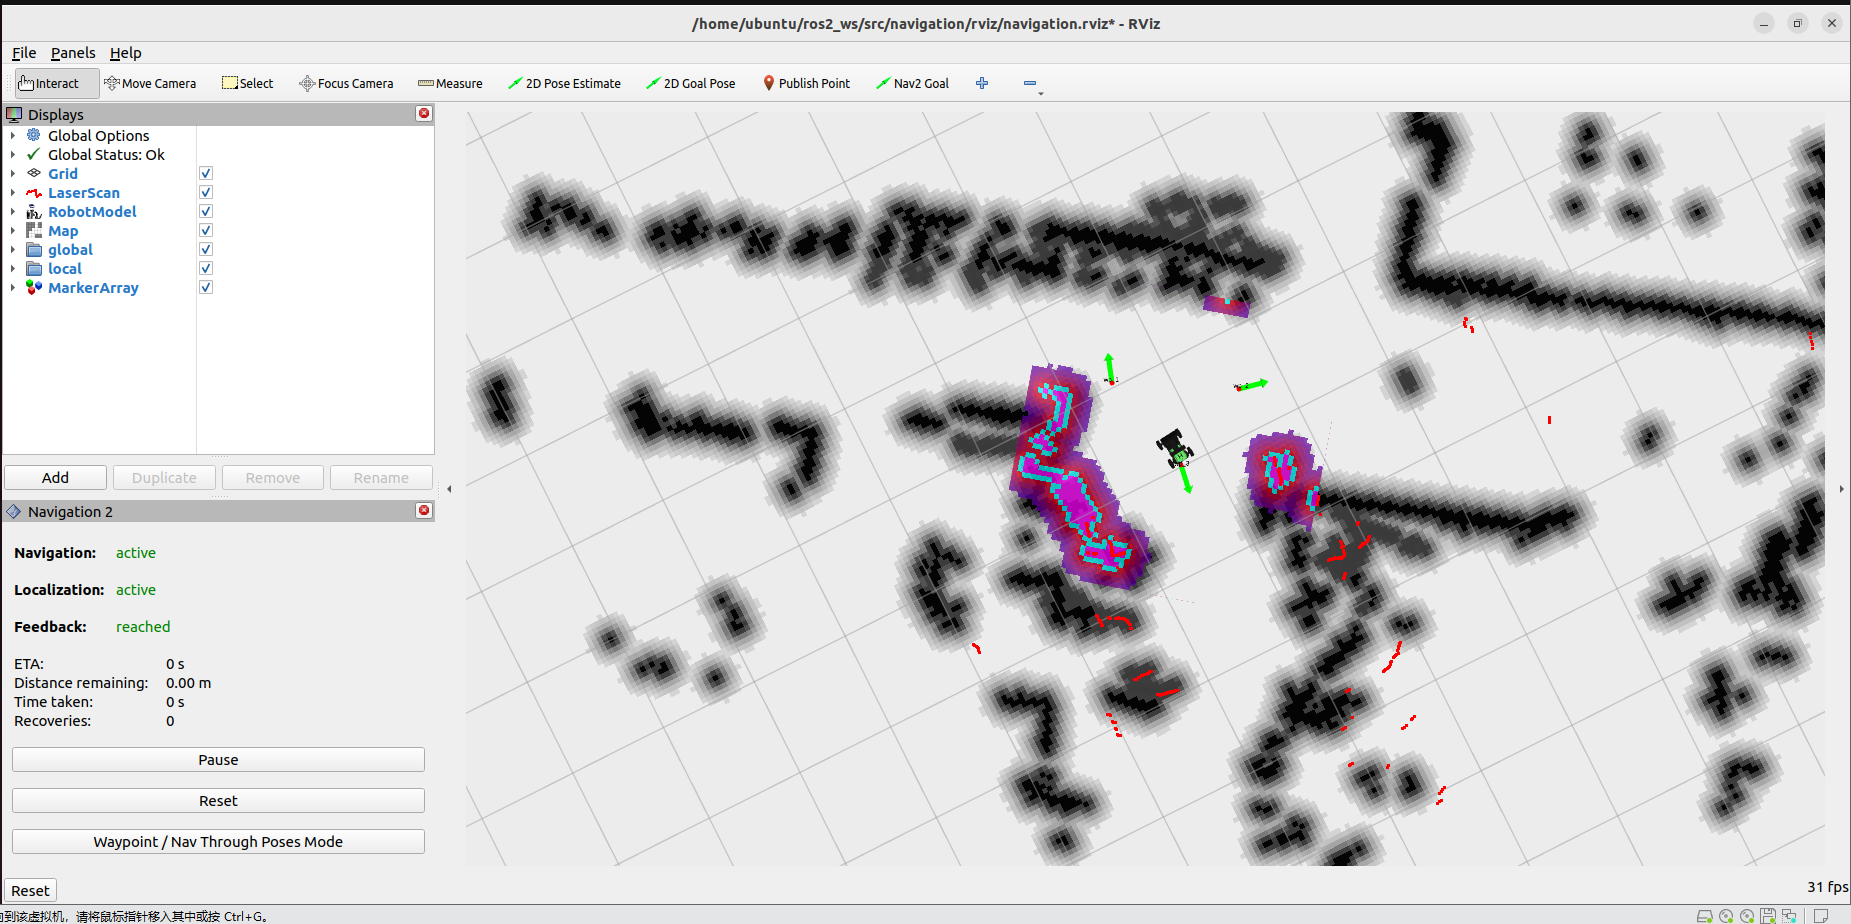 /home/ubuntu/ros2_ws/src/navigation/rviz/navigation.rviz* - RViz
File Panels Help
Interact Move Camera Select Focus Camera Measure 2D Pose Estimate 2D Goal Pose Publish Point Nav2 Goal
Displays
Global Options
Global Status: Ok
Grid
LaserScan
RobotModel
Map
global
local
MarkerArray
Add Duplicate Remove Rename
Navigation 2
Navigation: active
Localization: active
Feedback: reached
ETA: 0 s
Distance remaining: 0.00 m
Time taken: 0 s
Recoveries: 0
Pause
Reset
Waypoint / Nav Through Poses Mode
Reset
31 fps
到该虚拟机，请将鼠标指针移入其中或按 Ctrl+G。